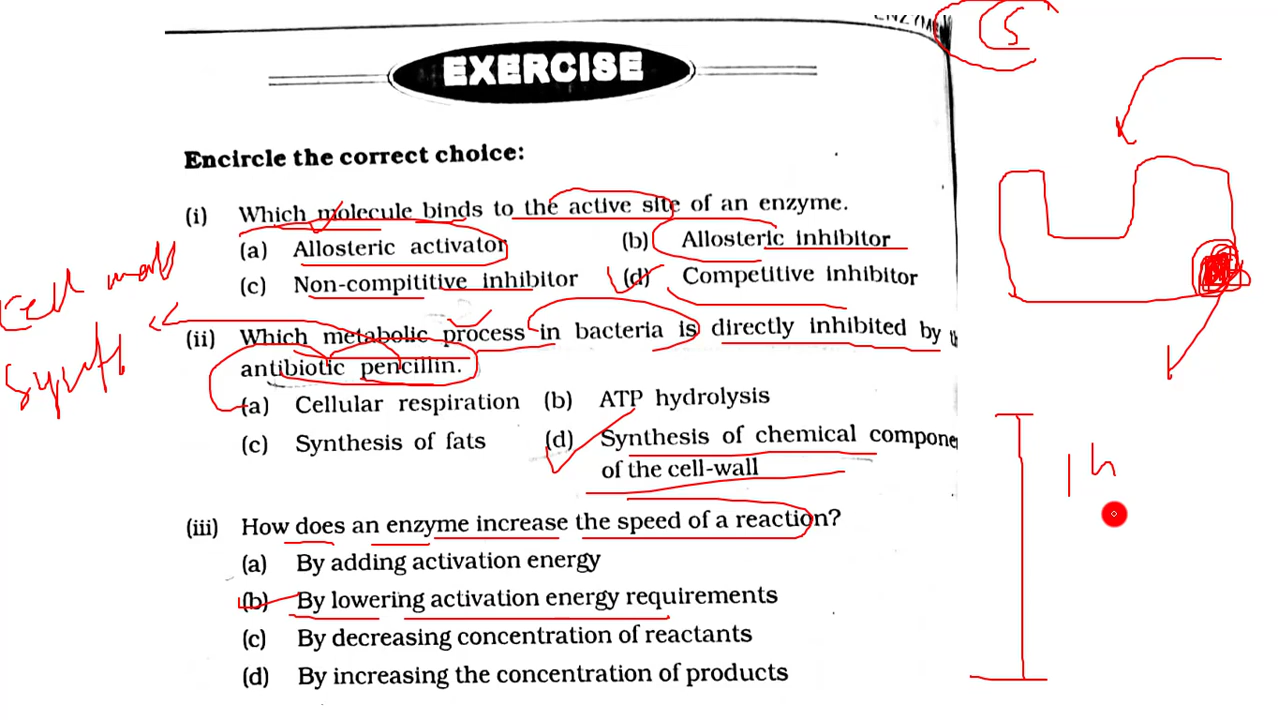 ENZYME
EXERCISE
Encircle the correct choice:
(i) Which molecule binds to the active site of an enzyme.
(a) Allosteric activator (b) Allosteric inhibitor
(c) Non-compititive inhibitor (d) Competitive inhibitor
(ii) Which metabolic process in bacteria is directly inhibited by
antibiotic pencillin.
(a) Cellular respiration (b) ATP hydrolysis
(c) Synthesis of fats (d) Synthesis of chemical compone
of the cell-wall
(iii) How does an enzyme increase the speed of a reaction?
(a) By adding activation energy
(b) By lowering activation energy requirements
(c) By decreasing concentration of reactants
(d) By increasing the concentration of products
Cell
1 h